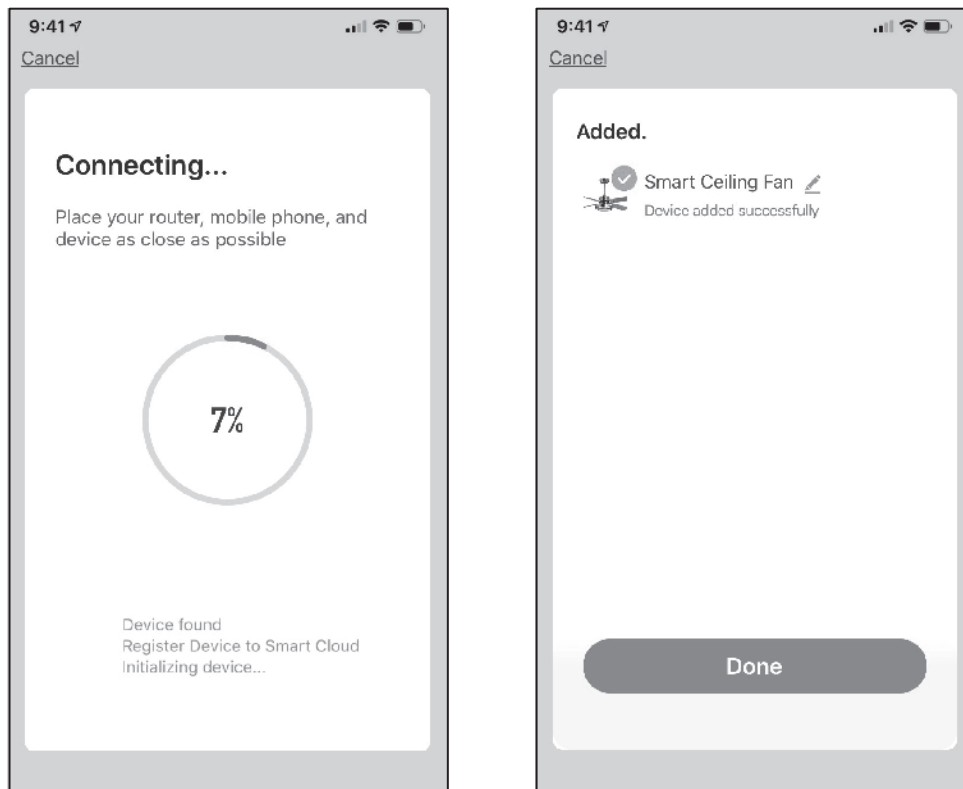 9:41
Cancel
Connecting...
Place your router, mobile phone, and
device as close as possible
7%
Device found
Register Device to Smart Cloud
Initializing device...
9:41
Cancel
Added.
Smart Ceiling Fan
Device added successfully
Done